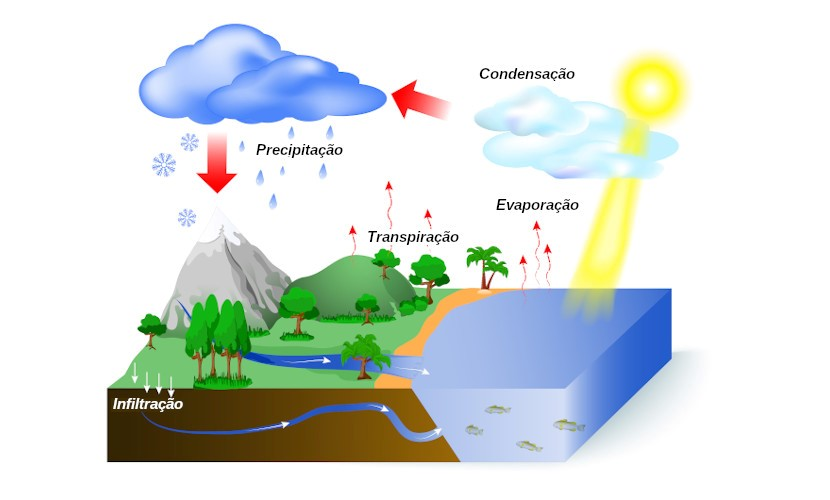 Condensação
Precipitação
Evaporação
Transpiração
Infiltração